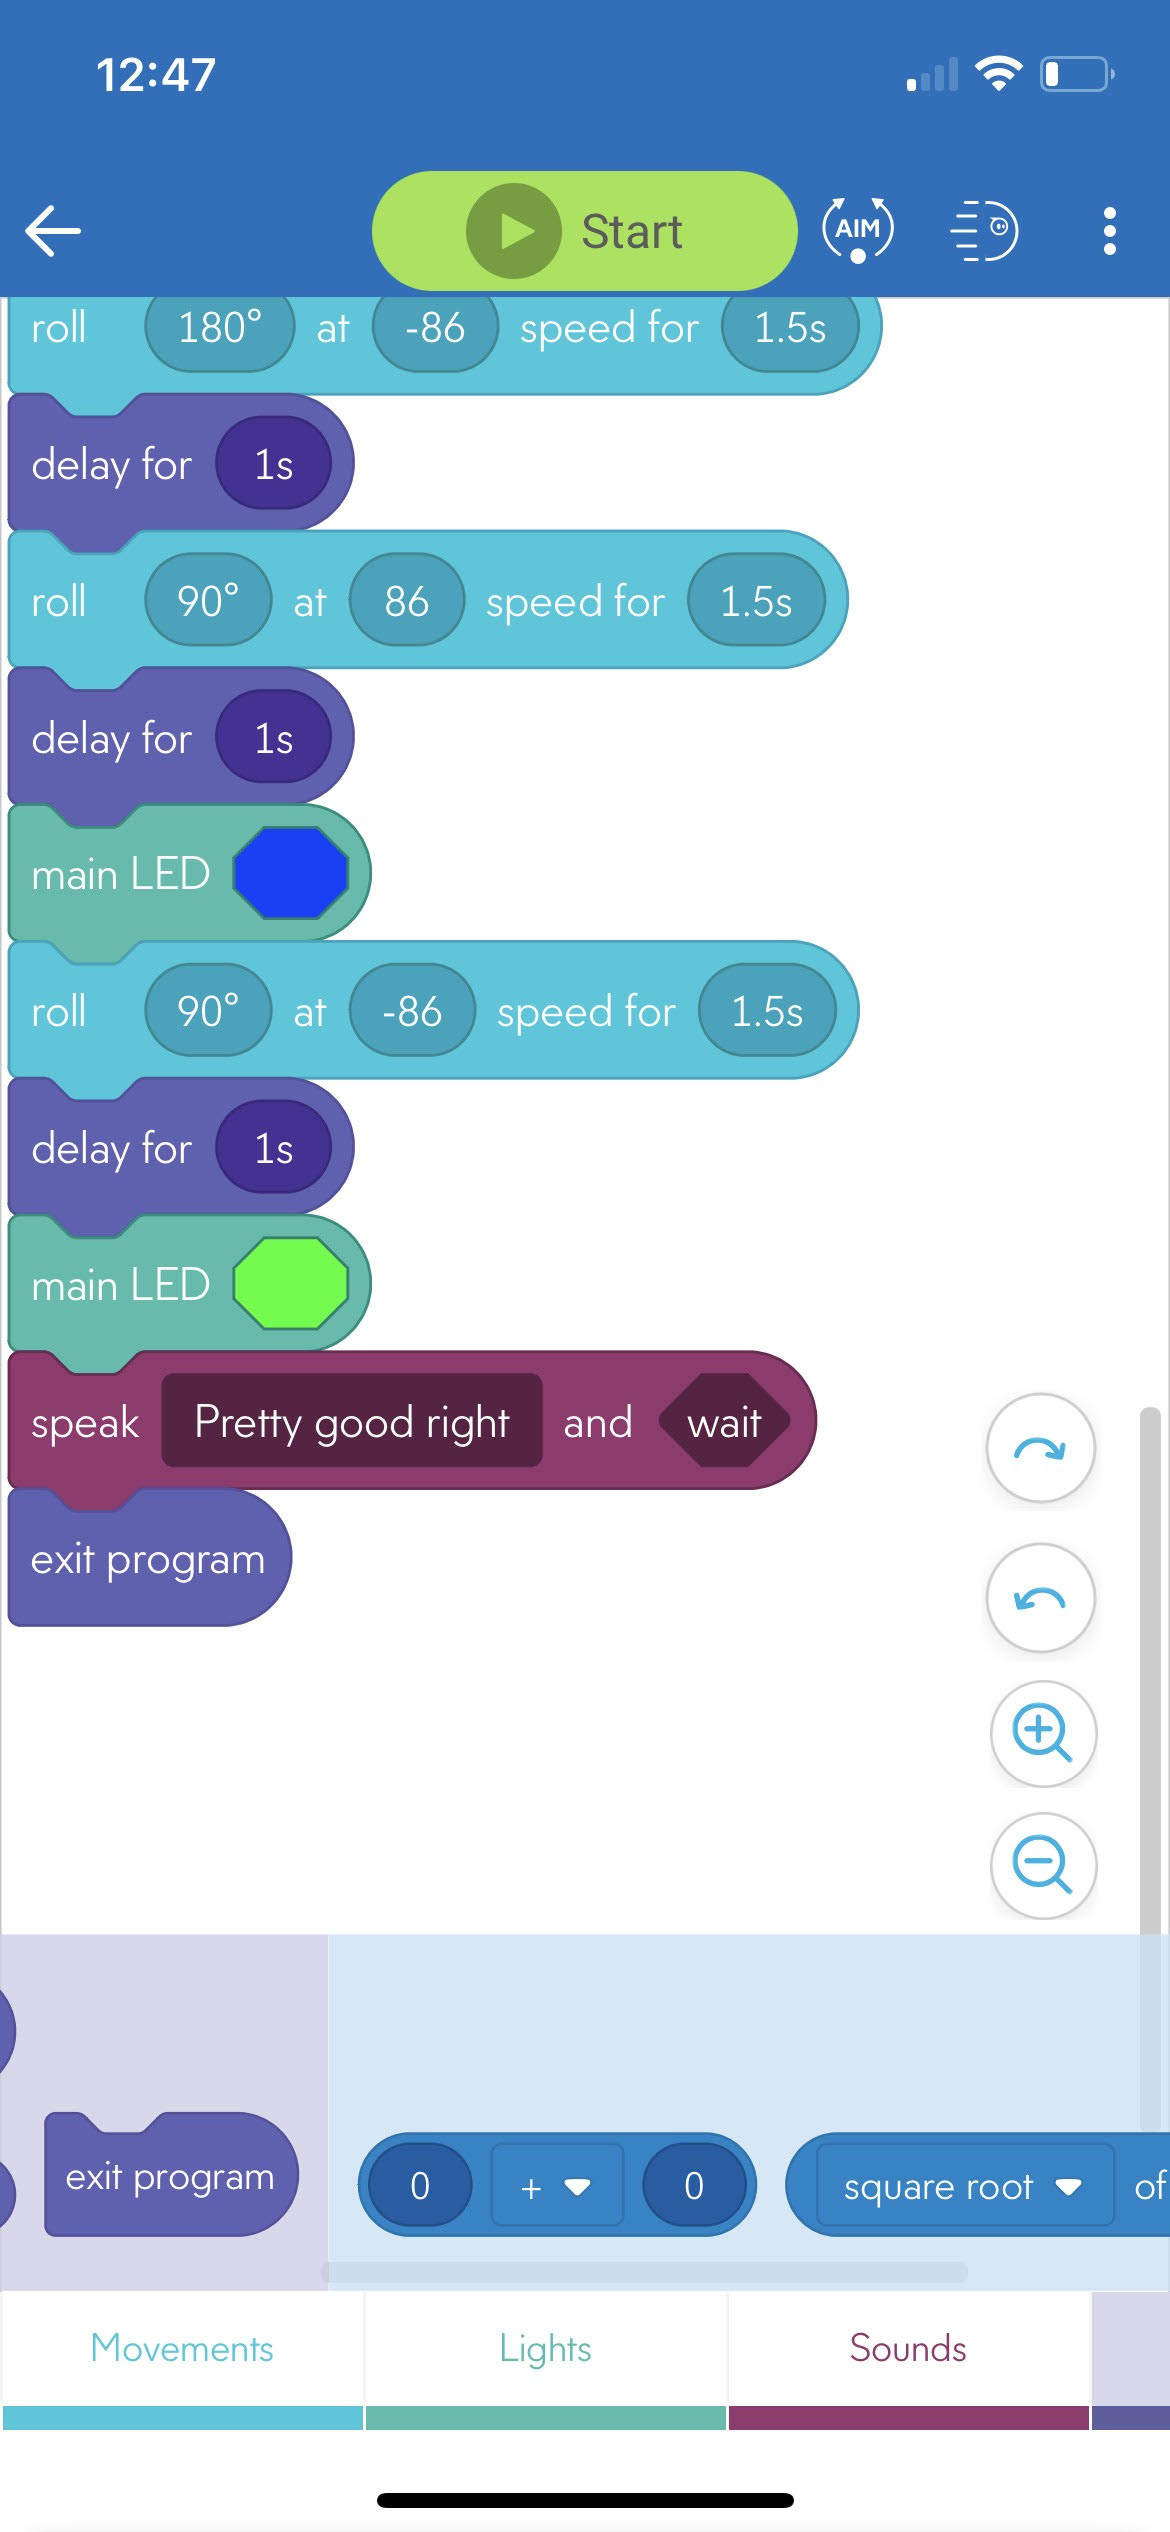 12:47
Start
AIM
roll 180° at -86 speed for 1.5s
delay for 1s
roll 90° at 86 speed for 1.5s
delay for 1s
main LED
roll 90° at -86 speed for 1.5s
delay for 1s
main LED
speak Pretty good right and wait
exit program
exit program 0 + 0 square root of
Movements Lights Sounds